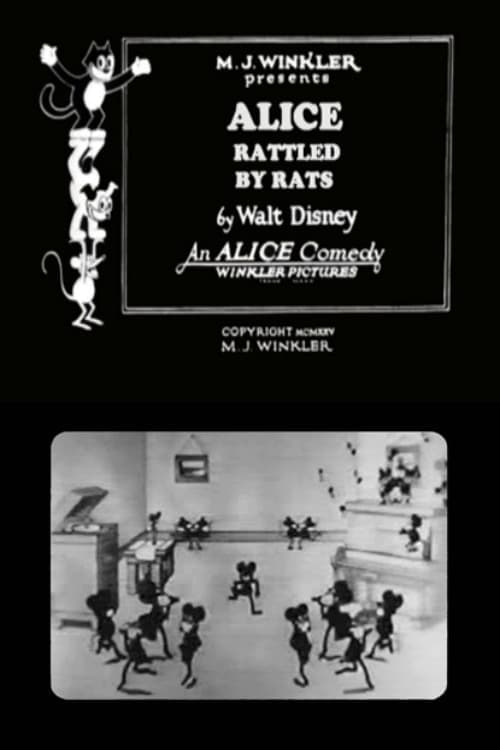 M. J. WINKLER
presents
ALICE
RATTLED
BY RATS
by Walt Disney
An ALICE Comedy
WINKLER PICTURES
COPYRIGHT MCMXXV
M. J. WINKLER